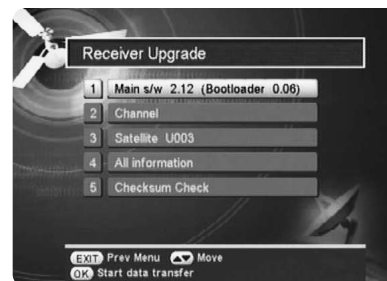 Receiver Upgrade
1 Main s/w 2.12 (Bootloader 0.06)
2 Channel
3 Satellite U003
4 All information
5 Checksum Check
EXIT Prev Menu Move
OK Start data transfer